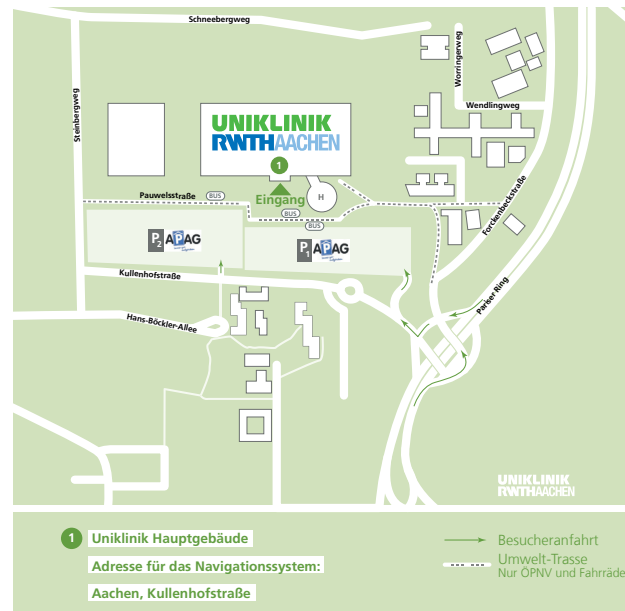 Schneebergweg
Worringerweg
Wendlingweg
Steinbergweg
UNIKLINIK
RWTHAACHEN
1
Pauwelsstraße
BUS
Eingang
H
BUS
BUS
Forckenbeckstraße
P2 APAG
P1 APAG
Kullenhofstraße
Pariser Ring
Hans-Böckler-Allee
UNIKLINIK
RWTHAACHEN
1 Uniklinik Hauptgebäude
Adresse für das Navigationssystem:
Aachen, Kullenhofstraße
Besucheranfahrt
Umwelt-Trasse
Nur ÖPNV und Fahrräde